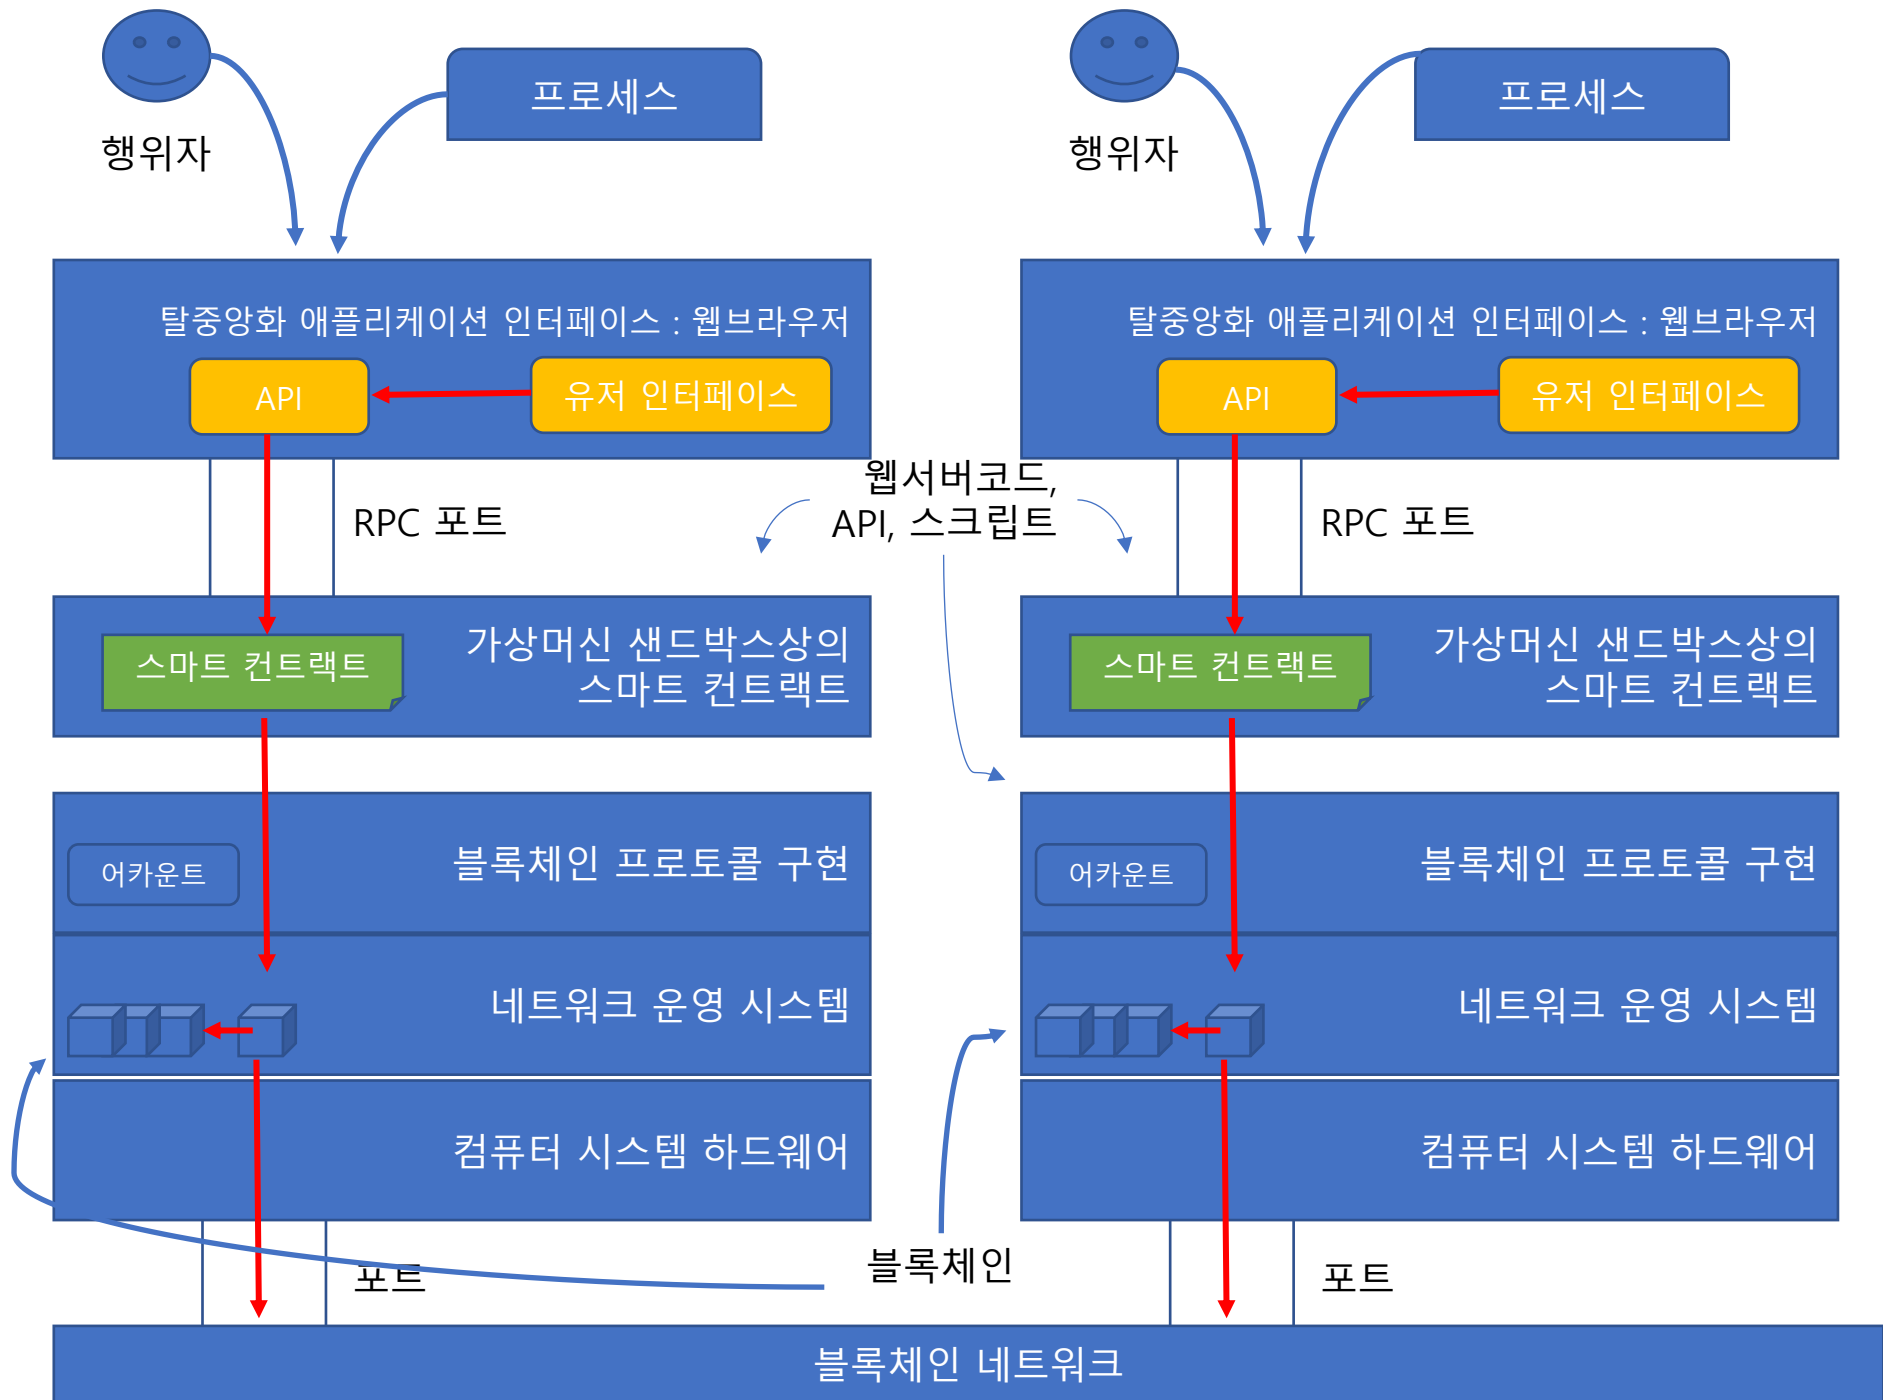 행위자
프로세스
탈중앙화 애플리케이션 인터페이스 : 웹브라우저
API
유저 인터페이스
RPC 포트
스마트 컨트랙트
가상머신 샌드박스상의
스마트 컨트랙트
어카운트
블록체인 프로토콜 구현
네트워크 운영 시스템
컴퓨터 시스템 하드웨어
포트
웹서버코드,
API, 스크립트
블록체인
행위자
프로세스
탈중앙화 애플리케이션 인터페이스 : 웹브라우저
API
유저 인터페이스
RPC 포트
스마트 컨트랙트
가상머신 샌드박스상의
스마트 컨트랙트
어카운트
블록체인 프로토콜 구현
네트워크 운영 시스템
컴퓨터 시스템 하드웨어
포트
블록체인 네트워크